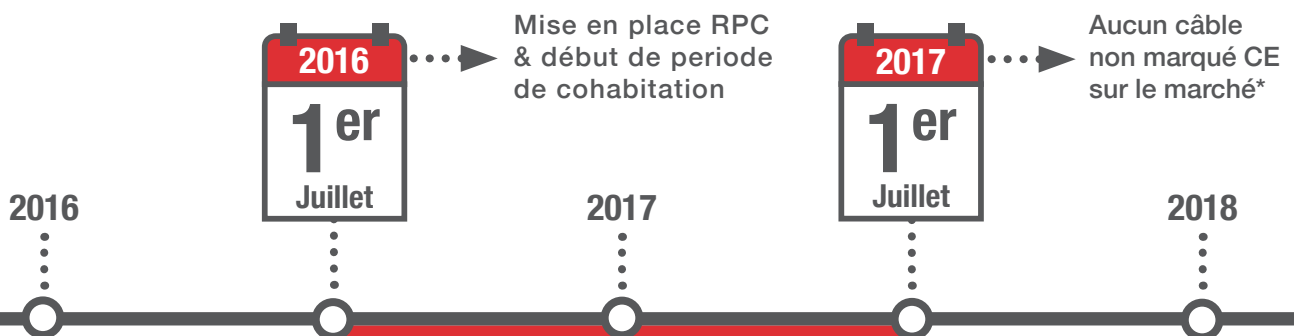 2016
1er
Juillet
Mise en place RPC
& début de periode
de cohabitation
2017
1er
Juillet
Aucun câble
non marqué CE
sur le marché*
2016
2017
2018